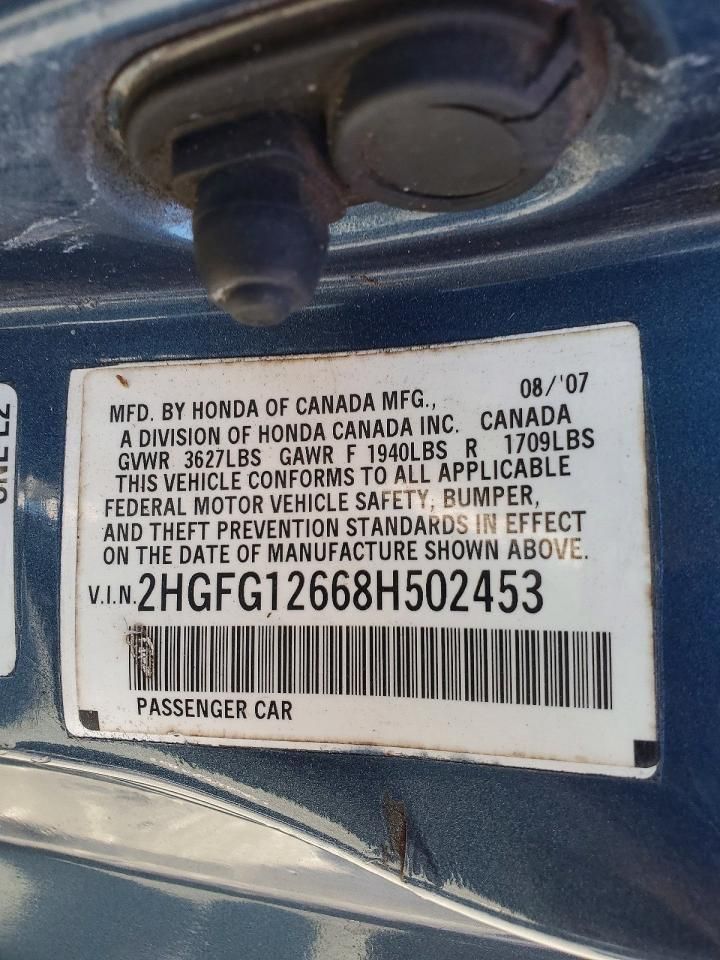 MFD. BY HONDA OF CANADA MFG., 08/'07
A DIVISION OF HONDA CANADA INC. CANADA
GVWR 3627LBS GAWR F 1940LBS R 1709LBS
THIS VEHICLE CONFORMS TO ALL APPLICABLE
FEDERAL MOTOR VEHICLE SAFETY, BUMPER,
AND THEFT PREVENTION STANDARDS IN EFFECT
ON THE DATE OF MANUFACTURE SHOWN ABOVE.
V.I.N. 2HGFG12668H502453
PASSENGER CAR